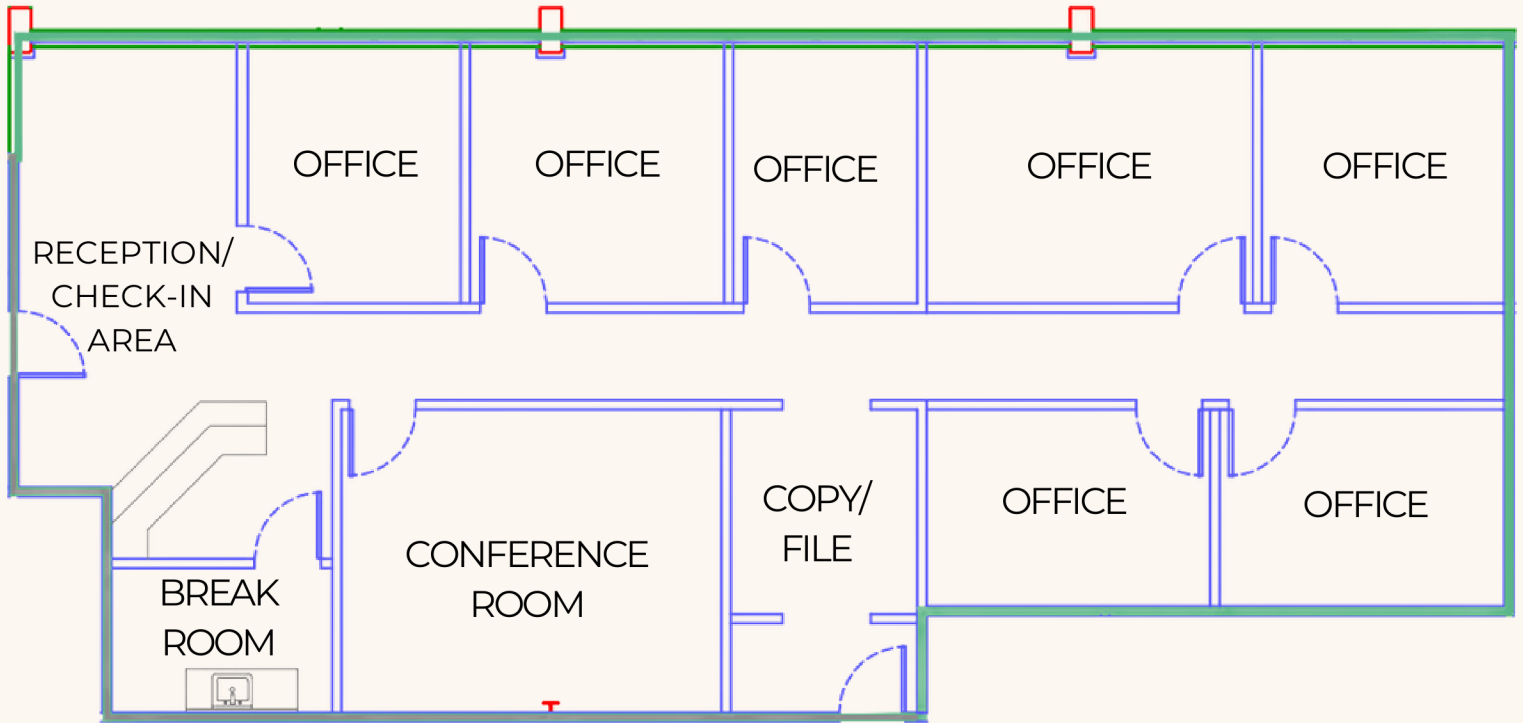 OFFICE
OFFICE
OFFICE
OFFICE
OFFICE
RECEPTION/
CHECK-IN
AREA
COPY/
FILE
OFFICE
OFFICE
CONFERENCE
ROOM
BREAK
ROOM